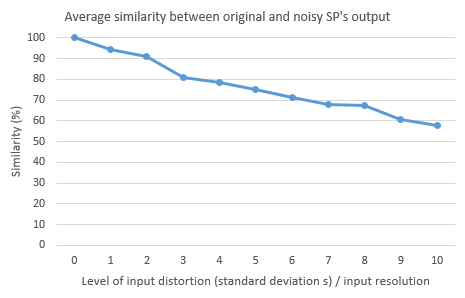 Average similarity between original and noisy SP's output
100
90
80
70
60
50
40
30
20
10
0
Similarity (%)
0 1 2 3 4 5 6 7 8 9 10
Level of input distortion (standard deviation s) / input resolution